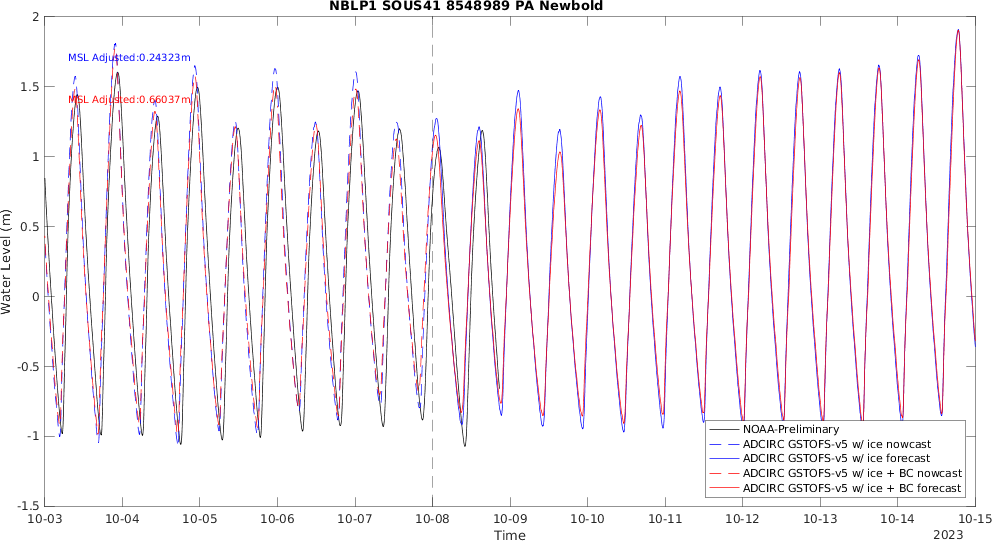 NBLP1 SOUS41 8548989 PA Newbold
2
1.5
1
0.5
0
-0.5
-1
-1.5
Water Level (m)
MSL Adjusted:0.24323m
MSL Adjusted:0.66037m
NOAA-Preliminary
ADCIRC GSTOFS-v5 w/ ice nowcast
ADCIRC GSTOFS-v5 w/ ice forecast
ADCIRC GSTOFS-v5 w/ ice + BC nowcast
ADCIRC GSTOFS-v5 w/ ice + BC forecast
10-03 10-04 10-05 10-06 10-07 10-08 10-09 10-10 10-11 10-12 10-13 10-14 10-15
Time
2023